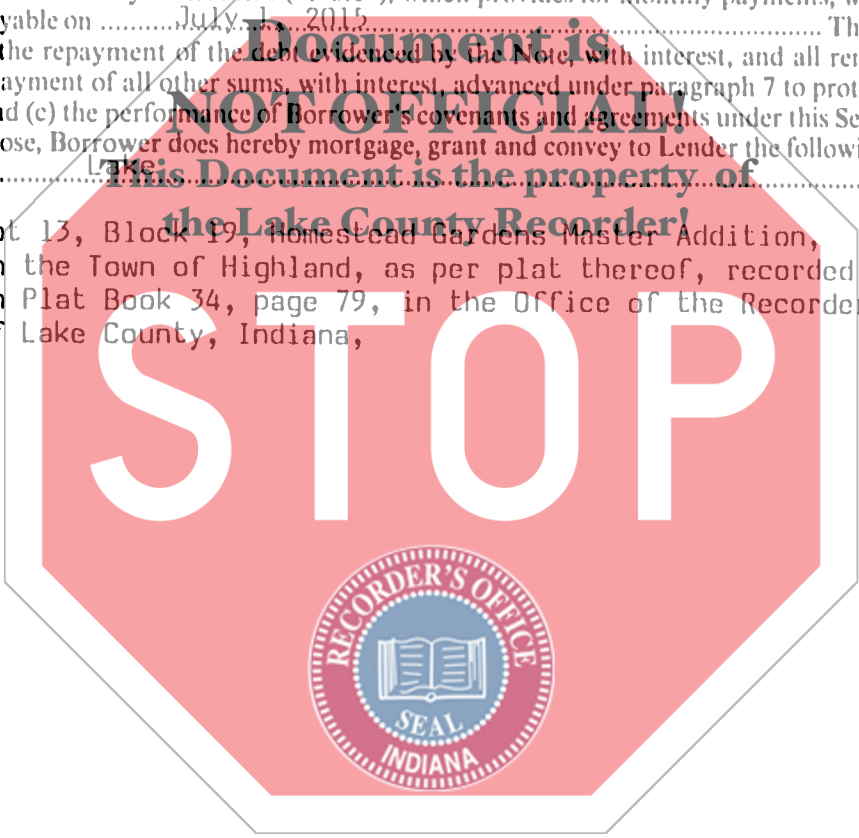 for monthly payments, w
yable on July 1, 2015 Th
the repayment of the debt evidenced by the Note, with interest, and all ren
ayment of all other sums, with interest, advanced under paragraph 7 to prot
d (c) the performance of Borrower's covenants and agreements under this Se
ose, Borrower does hereby mortgage, grant and convey to Lender the followi
Lake
t 13, Block 19, Homestead Gardens Master Addition,
the Town of Highland, as per plat thereof, recorded
Plat Book 34, page 79, in the Office of the Recorder
Lake County, Indiana,
Document is
NOT OFFICIAL!
This Document is the property of
the Lake County Recorder!
STOP
RECORDER'S OFFICE
SEAL
INDIANA